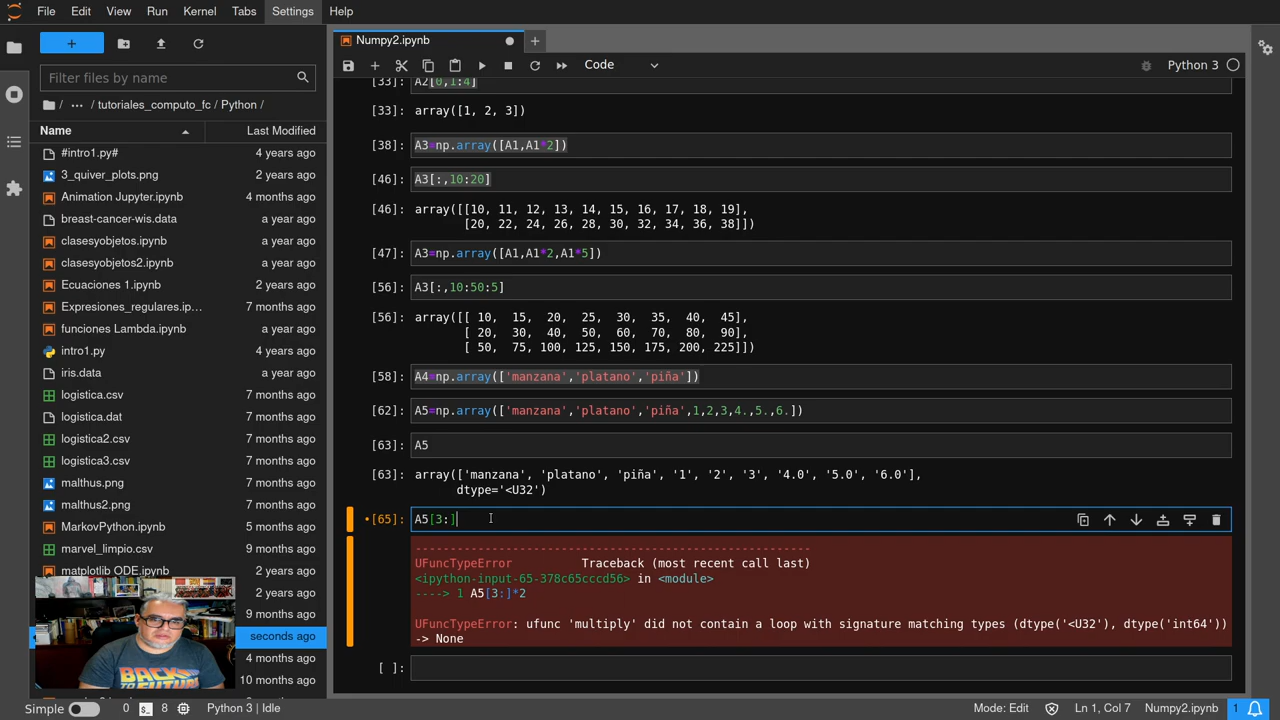 File Edit View Run Kernel Tabs Settings Help
Filter files by name
/ ... / tutoriales_computo_fc / Python /
Name Last Modified
#intro1.py# 4 years ago
3_quiver_plots.png 2 years ago
Animation Jupyter.ipynb 4 months ago
breast-cancer-wis.data a year ago
clasesyobjetos.ipynb a year ago
clasesyobjetos2.ipynb a year ago
Ecuaciones 1.ipynb 2 years ago
Expresiones_regulares.ip... 7 months ago
funciones Lambda.ipynb a year ago
intro1.py 4 years ago
iris.data a year ago
logistica.csv 7 months ago
logistica.dat 7 months ago
logistica2.csv 7 months ago
logistica3.csv 7 months ago
malthus.png 7 months ago
malthus2.png 7 months ago
MarkovPython.ipynb 7 months ago
marvel_limpio.csv 7 months ago
matplotlib ODE.ipynb 2 years ago
2 years ago
9 months ago
seconds ago
4 months ago
10 months ago
BACK
TO
FUTURE
Numpy2.ipynb
Code
Python 3
[33]: A2[0,1:4]
[33]: array([1, 2, 3])
[38]: A3=np.array([A1,A1*2])
[46]: A3[:,10:20]
[46]: array([[10, 11, 12, 13, 14, 15, 16, 17, 18, 19],
[20, 22, 24, 26, 28, 30, 32, 34, 36, 38]])
[47]: A3=np.array([A1,A1*2,A1*5])
[56]: A3[:,10:50:5]
[56]: array([[ 10, 15, 20, 25, 30, 35, 40, 45],
[ 20, 30, 40, 50, 60, 70, 80, 90],
[ 50, 75, 100, 125, 150, 175, 200, 225]])
[58]: A4=np.array(['manzana','platano','piña'])
[62]: A5=np.array(['manzana','platano','piña',1,2,3,4.,5.,6.])
[63]: A5
[63]: array(['manzana', 'platano', 'piña', '1', '2', '3', '4.0', '5.0', '6.0'],
dtype='<U32')
•[65]: A5[3:]
---------------------------------------------------------
UFuncTypeError Traceback (most recent call last)
<ipython-input-65-378c65cccd56> in <module>
----> 1 A5[3:]*2
UFuncTypeError: ufunc 'multiply' did not contain a loop with signature matching types (dtype('<U32'), dtype('int64'))
-> None
[ ]:
Simple 0 8 Python 3 | Idle Mode: Edit Ln 1, Col 7 Numpy2.ipynb 1